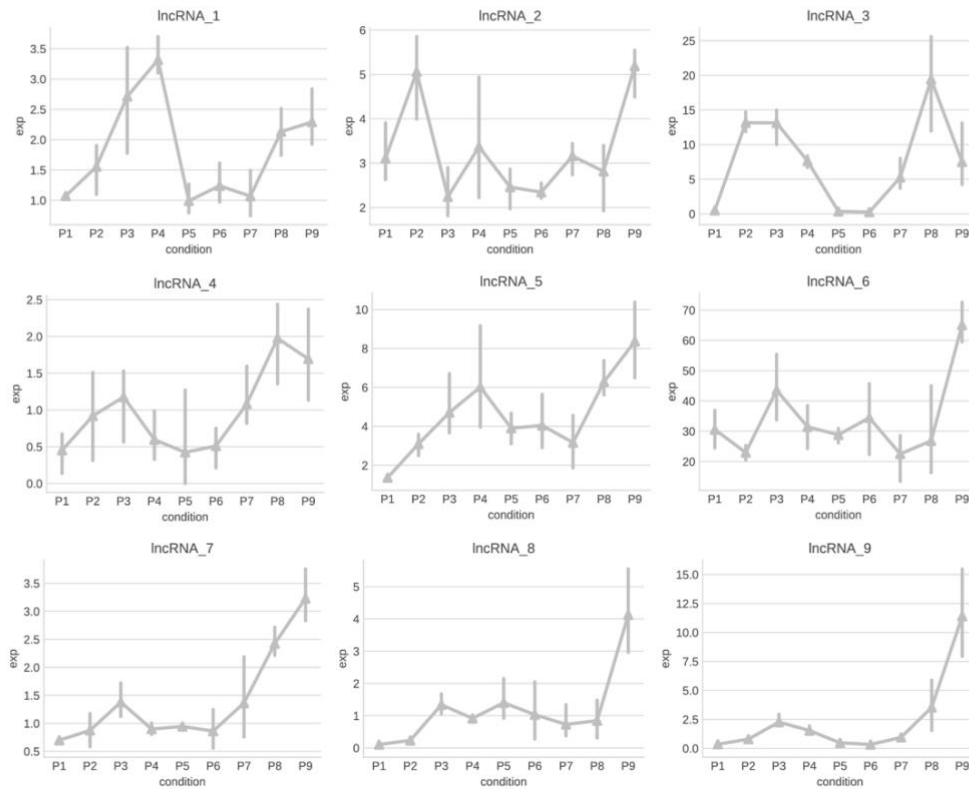 lncRNA_1
3.5
3.0
2.5
2.0
1.5
1.0
exp
P1 P2 P3 P4 P5 P6 P7 P8 P9
condition
lncRNA_2
6
5
4
3
2
exp
P1 P2 P3 P4 P5 P6 P7 P8 P9
condition
lncRNA_3
25
20
15
10
5
0
exp
P1 P2 P3 P4 P5 P6 P7 P8 P9
condition
lncRNA_4
2.5
2.0
1.5
1.0
0.5
0.0
exp
P1 P2 P3 P4 P5 P6 P7 P8 P9
condition
lncRNA_5
10
8
6
4
2
exp
P1 P2 P3 P4 P5 P6 P7 P8 P9
condition
lncRNA_6
70
60
50
40
30
20
exp
P1 P2 P3 P4 P5 P6 P7 P8 P9
condition
lncRNA_7
3.5
3.0
2.5
2.0
1.5
1.0
0.5
exp
P1 P2 P3 P4 P5 P6 P7 P8 P9
condition
lncRNA_8
5
4
3
2
1
0
exp
P1 P2 P3 P4 P5 P6 P7 P8 P9
condition
lncRNA_9
15.0
12.5
10.0
7.5
5.0
2.5
0.0
exp
P1 P2 P3 P4 P5 P6 P7 P8 P9
condition